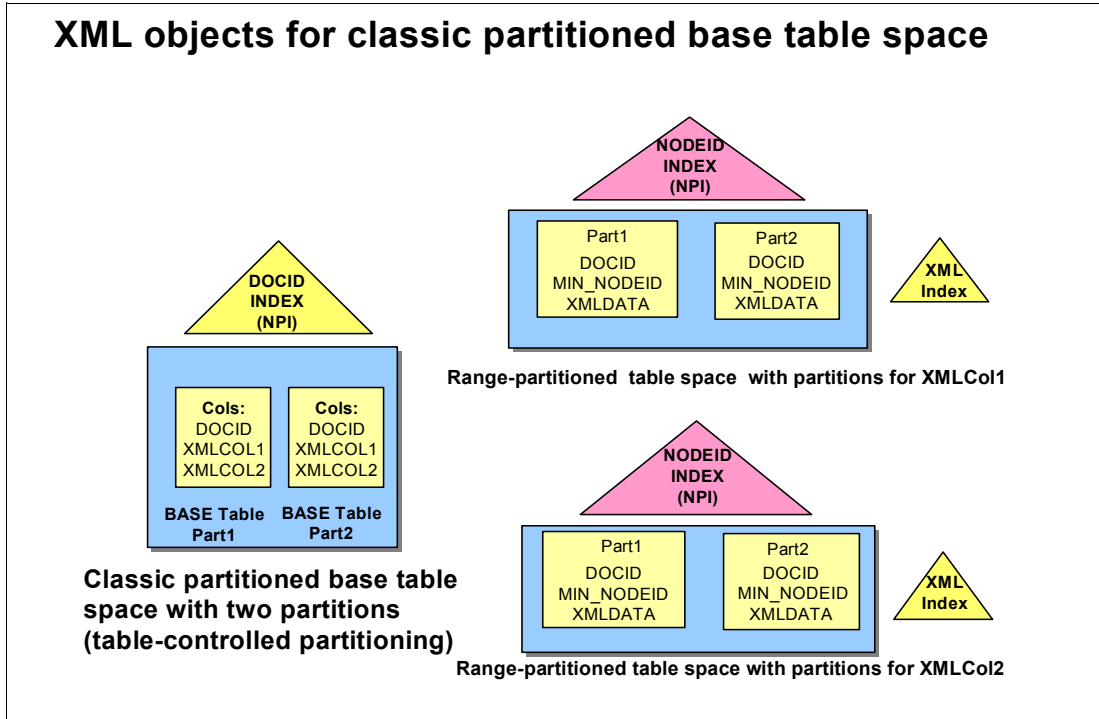 XML objects for classic partitioned base table space
NODEID
INDEX
(NPI)
Part1
DOCID
MIN_NODEID
XMLDATA
Part2
DOCID
MIN_NODEID
XMLDATA
XML
Index
Range-partitioned table space with partitions for XMLCol1
DOCID
INDEX
(NPI)
Cols:
DOCID
XMLCOL1
XMLCOL2
Cols:
DOCID
XMLCOL1
XMLCOL2
BASE Table
Part1
BASE Table
Part2
Classic partitioned base table
space with two partitions
(table-controlled partitioning)
NODEID
INDEX
(NPI)
Part1
DOCID
MIN_NODEID
XMLDATA
Part2
DOCID
MIN_NODEID
XMLDATA
XML
Index
Range-partitioned table space with partitions for XMLCol2